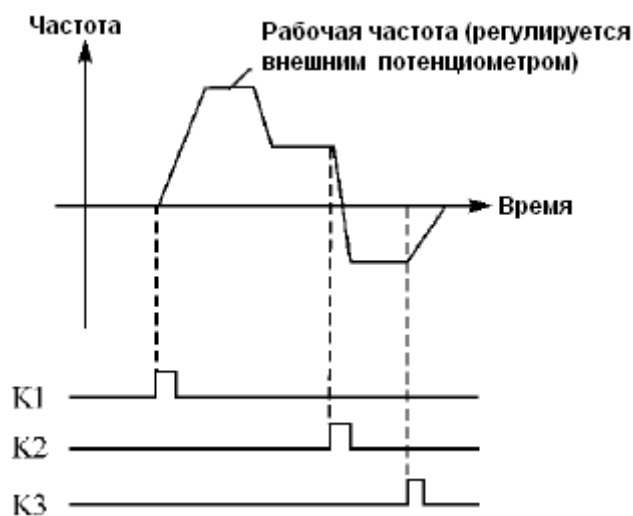 Частота
Рабочая частота (регулируется
внешним потенциометром)
Время
K1
K2
K3